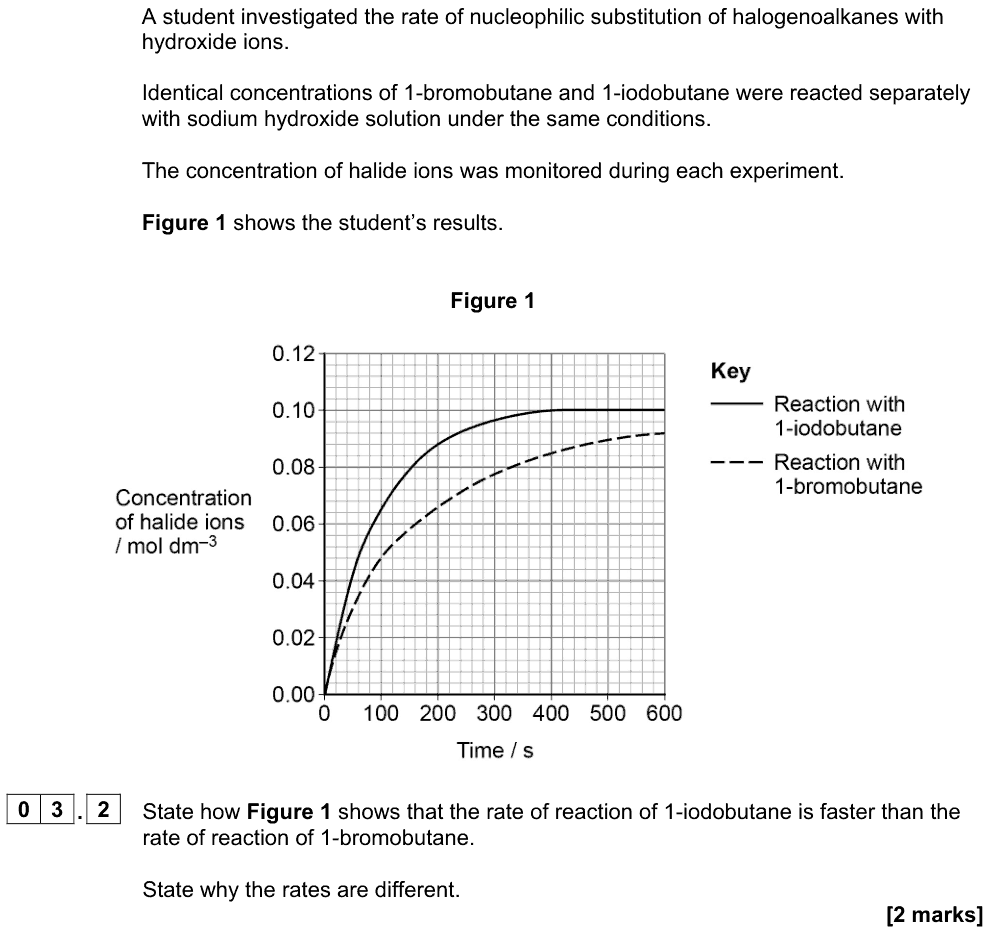 A student investigated the rate of nucleophilic substitution of halogenoalkanes with
hydroxide ions.
Identical concentrations of 1-bromobutane and 1-iodobutane were reacted separately
with sodium hydroxide solution under the same conditions.
The concentration of halide ions was monitored during each experiment.
Figure 1 shows the student's results.
Figure 1
0.12
0.10
0.08
0.06
0.04
0.02
0.00
Concentration
of halide ions
/ mol dm⁻³
0 100 200 300 400 500 600
Time / s
Key
Reaction with
1-iodobutane
Reaction with
1-bromobutane
0 3 . 2 State how Figure 1 shows that the rate of reaction of 1-iodobutane is faster than the
rate of reaction of 1-bromobutane.
State why the rates are different.
[2 marks]